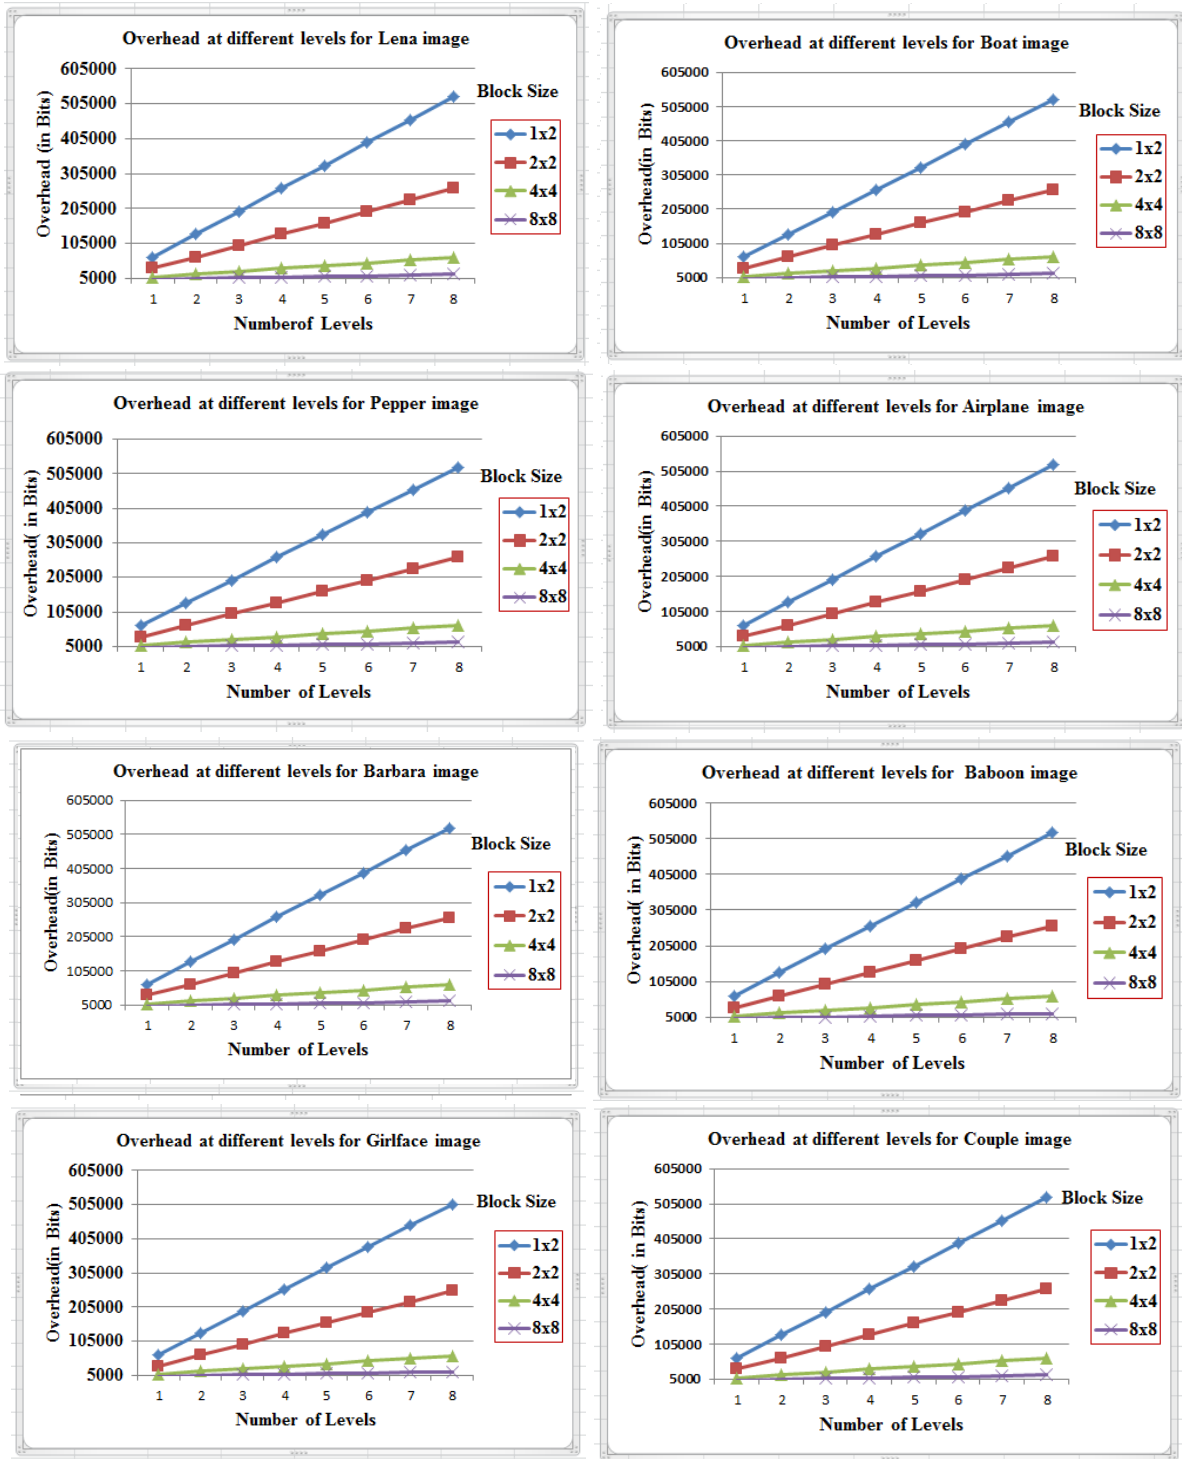 Overhead at different levels for Lena image
605000
505000
405000
305000
205000
105000
5000
Overhead (in Bits)
1 2 3 4 5 6 7 8
Numberof Levels
Block Size
1x2
2x2
4x4
8x8
Overhead at different levels for Boat image
605000
505000
405000
305000
205000
105000
5000
Overhead(in Bits)
1 2 3 4 5 6 7 8
Number of Levels
Block Size
1x2
2x2
4x4
8x8
Overhead at different levels for Pepper image
605000
505000
405000
305000
205000
105000
5000
Overhead( in Bits)
1 2 3 4 5 6 7 8
Number of Levels
Block Size
1x2
2x2
4x4
8x8
Overhead at different levels for Airplane image
605000
505000
405000
305000
205000
105000
5000
Overhead(in Bits)
1 2 3 4 5 6 7 8
Number of Levels
Block Size
1x2
2x2
4x4
8x8
Overhead at different levels for Barbara image
605000
505000
405000
305000
205000
105000
5000
Overhead(in Bits)
1 2 3 4 5 6 7 8
Number of Levels
Block Size
1x2
2x2
4x4
8x8
Overhead at different levels for Baboon image
605000
505000
405000
305000
205000
105000
5000
Overhead( in Bits)
1 2 3 4 5 6 7 8
Number of Levels
Block Size
1x2
2x2
4x4
8x8
Overhead at different levels for Girlface image
605000
505000
405000
305000
205000
105000
5000
Overhead(in Bits)
1 2 3 4 5 6 7 8
Number of Levels
Block Size
1x2
2x2
4x4
8x8
Overhead at different levels for Couple image
605000
505000
405000
305000
205000
105000
5000
Overhead( in Bits)
1 2 3 4 5 6 7 8
Number of Levels
Block Size
1x2
2x2
4x4
8x8